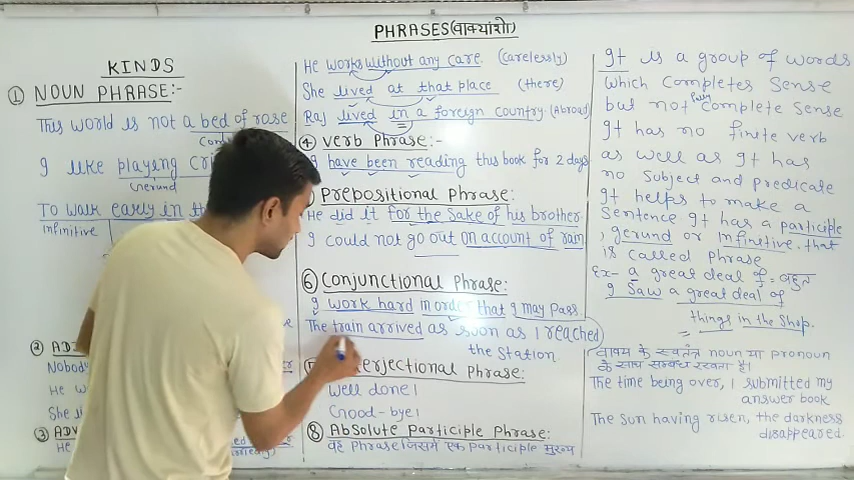 PHRASES(वाक्यांशो)
KINDS
① NOUN PHRASE:-
This world is not a bed of rose
I like playing
Gerund
To walk early in
Infinitive
②
Nobody
He
She
③
He
He works without any care. (Carelessly)
She lived at that place (there)
Raj lived in a foreign country. (Abroad)
④ Verb Phrase:-
I have been reading this book for 2 days
Prepositional Phrase:
He did it for the sake of his brother
I could not go out on account of rain
⑥ Conjunctional Phrase:
I work hard in order that I may pass.
The train arrived as soon as I reached
the Station.
erjectional Phrase:
Well done!
Good-bye!
⑧ Absolute Participle Phrase:
वह Phrase जिसमें एक Participle मुख्य
It is a group of words
which Completes Sense
but not fully Complete Sense
It has no finite verb
as well as It has
no Subject and predicate
It helps to make a
Sentence It has a participle
, gerund or Infinitive. that
is Called Phrase
Ex- a great deal of = बहुत
I Saw a great deal of
things in the Shop.
वाक्य के स्वतंत्र noun या pronoun
के साथ सम्बंध रखता है।
The time being over, I submitted my
answer book
The sun having risen, the darkness
disappeared.